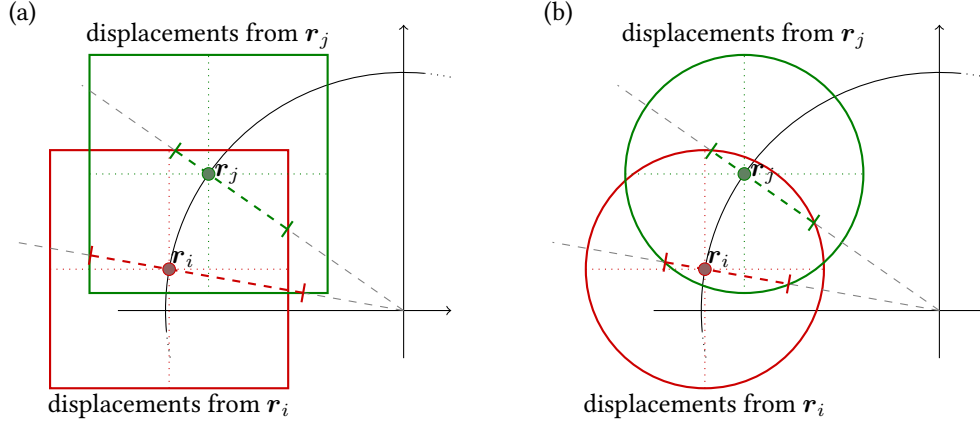 (a)
displacements from r_j
r_j
r_i
displacements from r_i
(b)
displacements from r_j
r_j
r_i
displacements from r_i